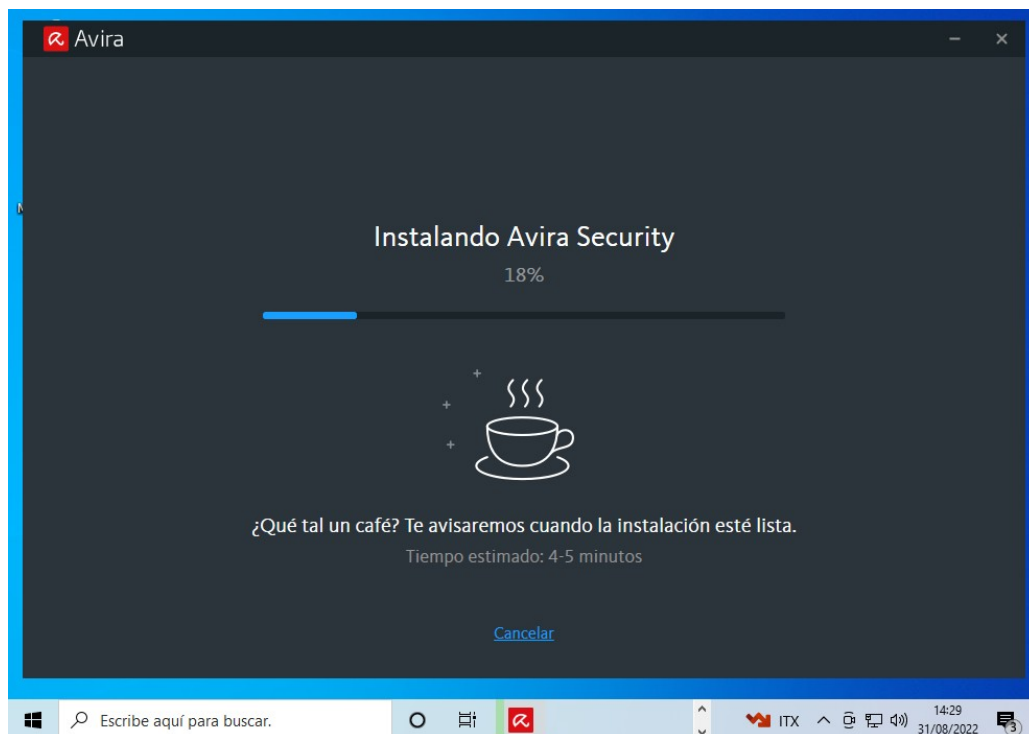 Avira
Instalando Avira Security
18%
¿Qué tal un café? Te avisaremos cuando la instalación esté lista.
Tiempo estimado: 4-5 minutos
Cancelar
Escribe aquí para buscar.
ITX
14:29
31/08/2022
3